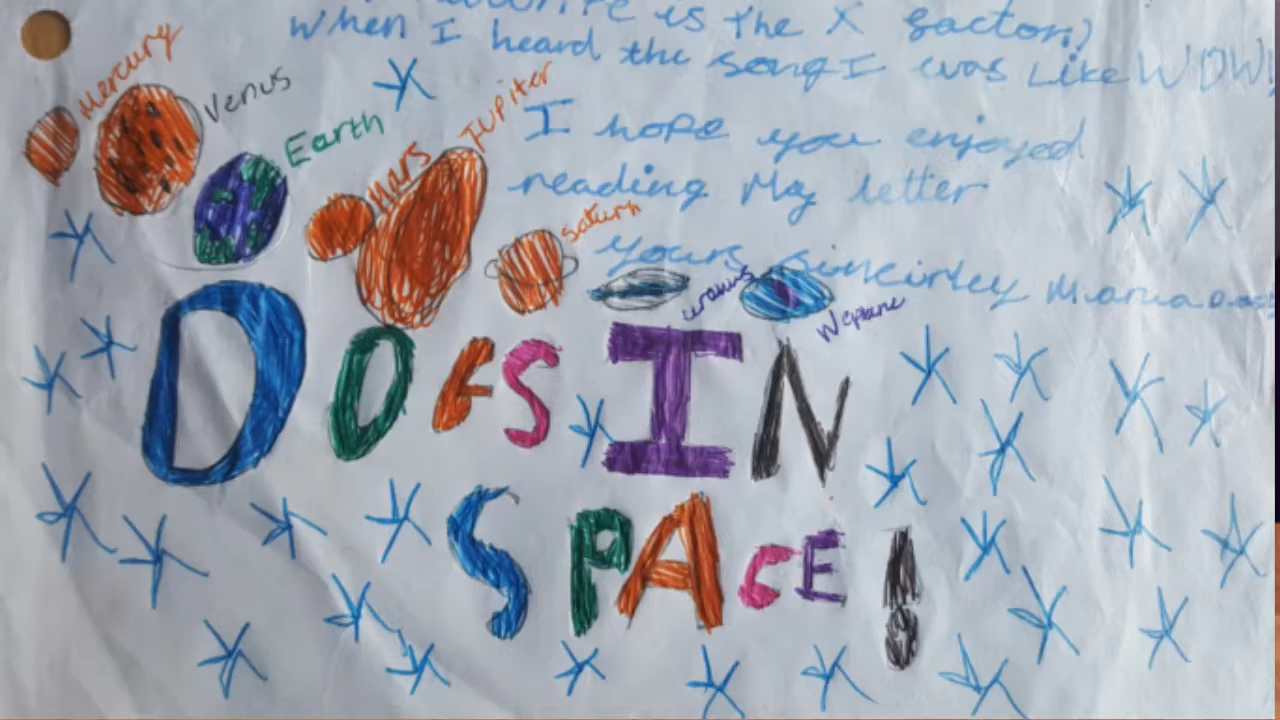 is the X factor?
When I heard the song I was Like WOW!
I hope you enjoyed
reading My letter
yours sincirley Maria
Mercury
Venus
Earth
Mars
Jupiter
Saturn
uranus
Neptune
DOGS IN
SPACE!